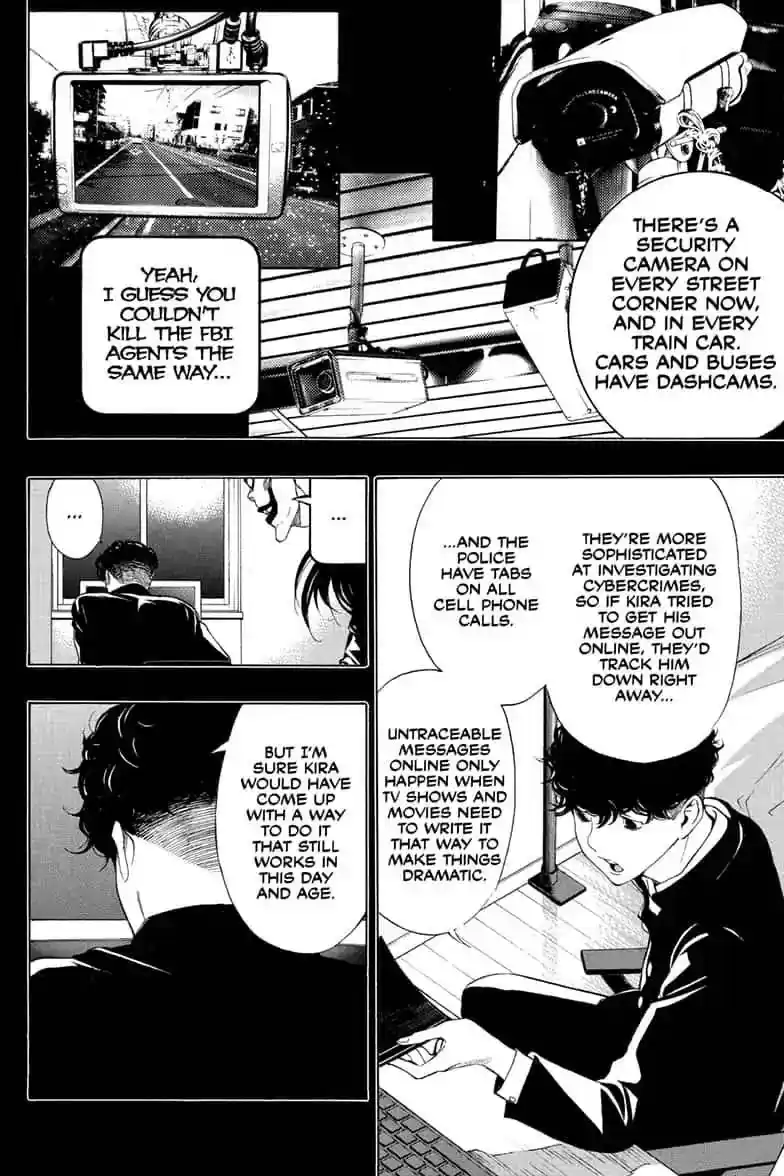 THERE'S A
SECURITY
CAMERA ON
EVERY STREET
CORNER NOW,
AND IN EVERY
TRAIN CAR.
CARS AND BUSES
HAVE DASHCAMS.
YEAH,
I GUESS YOU
COULDN'T
KILL THE FBI
AGENTS THE
SAME WAY...
THEY'RE MORE
SOPHISTICATED
AT INVESTIGATING
CYBERCRIMES,
SO IF KIRA TRIED
TO GET HIS
MESSAGE OUT
ONLINE, THEY'D
TRACK HIM
DOWN RIGHT
AWAY...
...AND THE
POLICE
HAVE TABS
ON ALL
CELL PHONE
CALLS.
UNTRACEABLE
MESSAGES
ONLINE ONLY
HAPPEN WHEN
TV SHOWS AND
MOVIES NEED
TO WRITE IT
THAT WAY TO
MAKE THINGS
DRAMATIC.
...
...
BUT I'M
SURE KIRA
WOULD HAVE
COME UP
WITH A WAY
TO DO IT
THAT STILL
WORKS IN
THIS DAY
AND AGE.